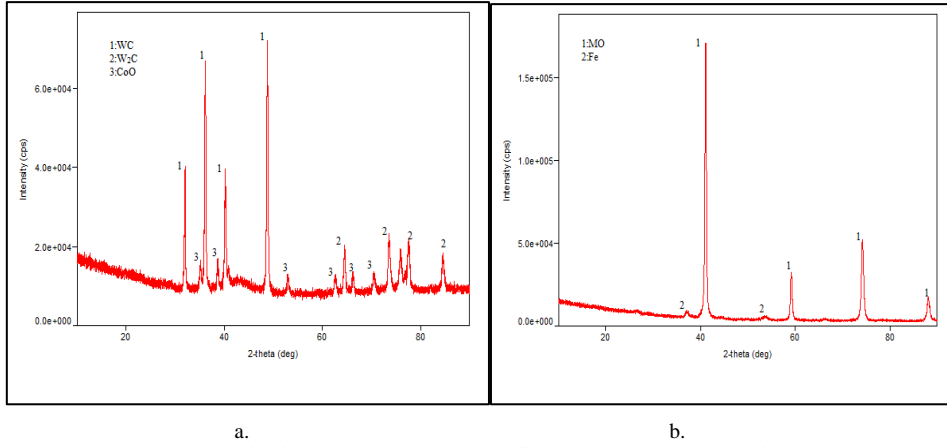 1:WC
2:W₂C
3:CoO
1
1
1
1
3
3
3
3
3
2
3
2
2
2
6.0e+004
4.0e+004
2.0e+004
0.0e+000
Intensity (cps)
20
40
60
80
2-theta (deg)
a.
1:MO
2:Fe
1
2
2
1
1
1
1.5e+005
1.0e+005
5.0e+004
0.0e+000
Intensity (cps)
20
40
60
80
2-theta (deg)
b.